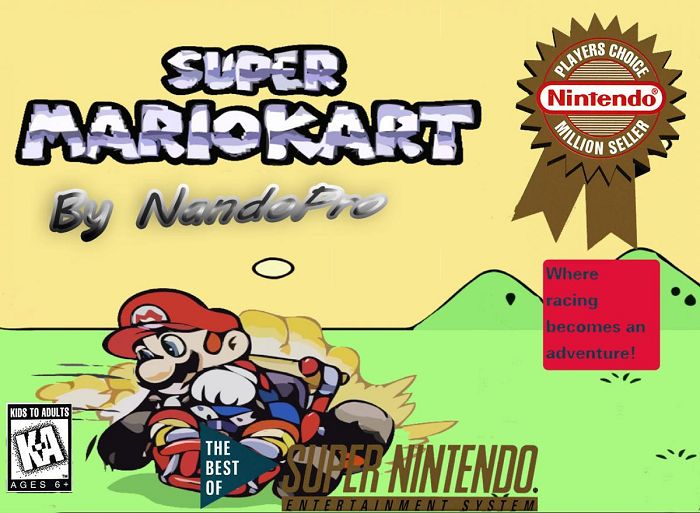 SUPER
MARIOKART
By NandoPro
PLAYERS CHOICE
Nintendo®
MILLION SELLER
Where
racing
becomes an
adventure!
KIDS TO ADULTS
K-A
AGES 6+
THE
BEST
OF
SUPER NINTENDO.
ENTERTAINMENT SYSTEM